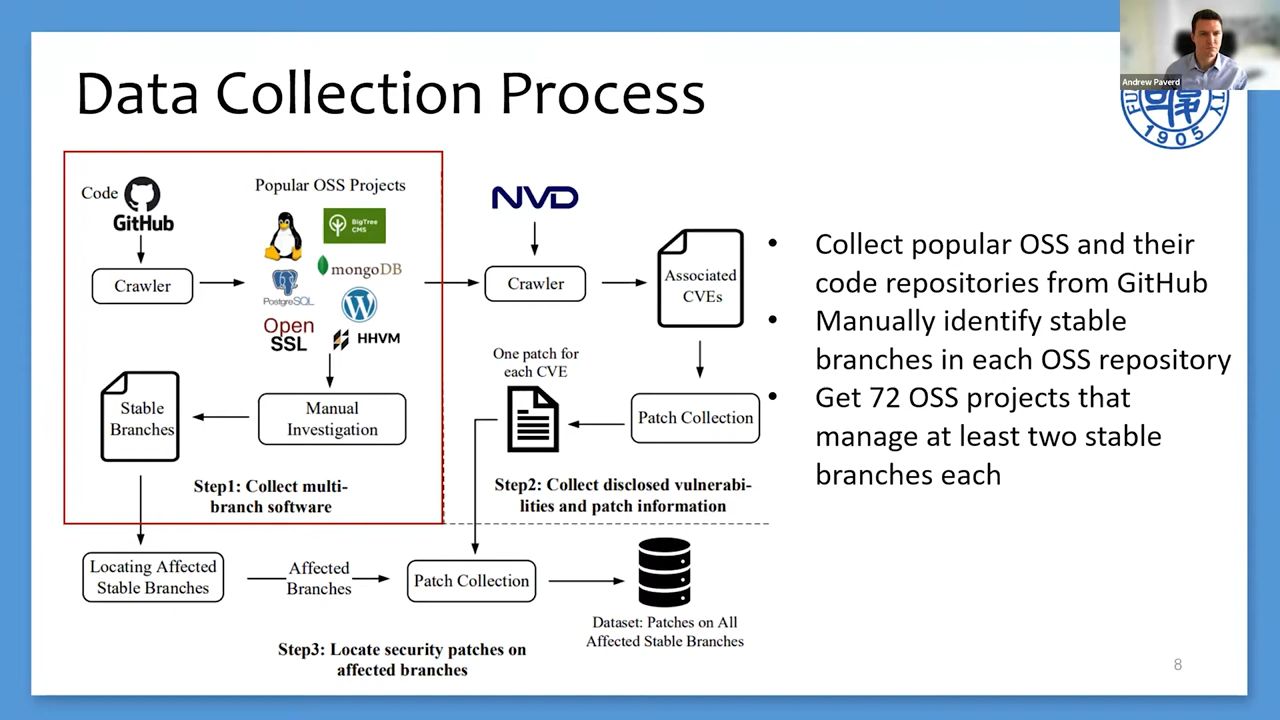 Data Collection Process
Andrew Paverd
1905
Code
GitHub
Crawler
Popular OSS Projects
BigTree
CMS
mongoDB
PostgreSQL
Open
SSL
HHVM
Stable
Branches
Manual
Investigation
Step1: Collect multi-
branch software
NVD
Crawler
Associated
CVEs
One patch for
each CVE
Patch Collection
Step2: Collect disclosed vulnerabi-
lities and patch information
Locating Affected
Stable Branches
Affected
Branches
Patch Collection
Dataset: Patches on All
Affected Stable Branches
Step3: Locate security patches on
affected branches
• Collect popular OSS and their
code repositories from GitHub
• Manually identify stable
branches in each OSS repository
• Get 72 OSS projects that
manage at least two stable
branches each
8